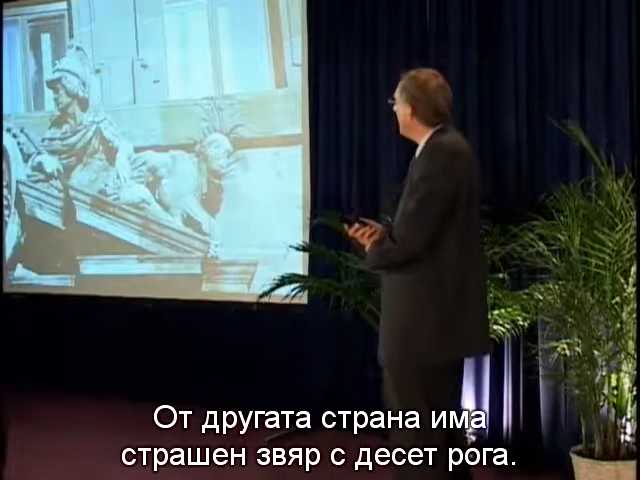 От другата страна има
страшен звяр с десет рога.